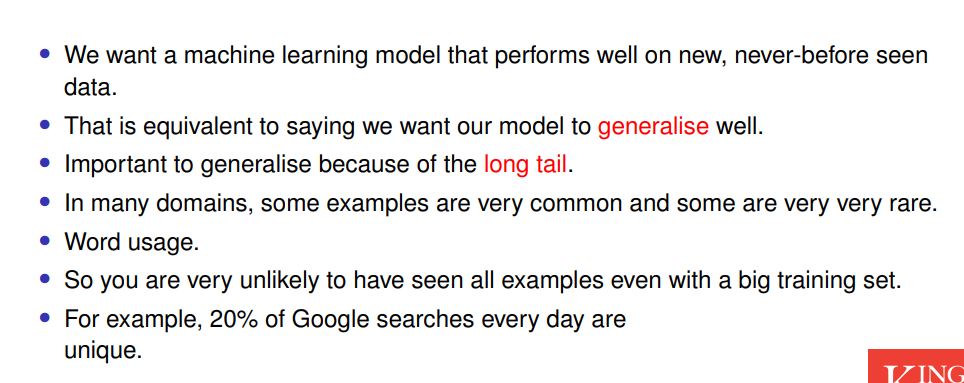 • We want a machine learning model that performs well on new, never-before seen
data.
• That is equivalent to saying we want our model to generalise well.
• Important to generalise because of the long tail.
• In many domains, some examples are very common and some are very very rare.
• Word usage.
• So you are very unlikely to have seen all examples even with a big training set.
• For example, 20% of Google searches every day are
unique.
KING